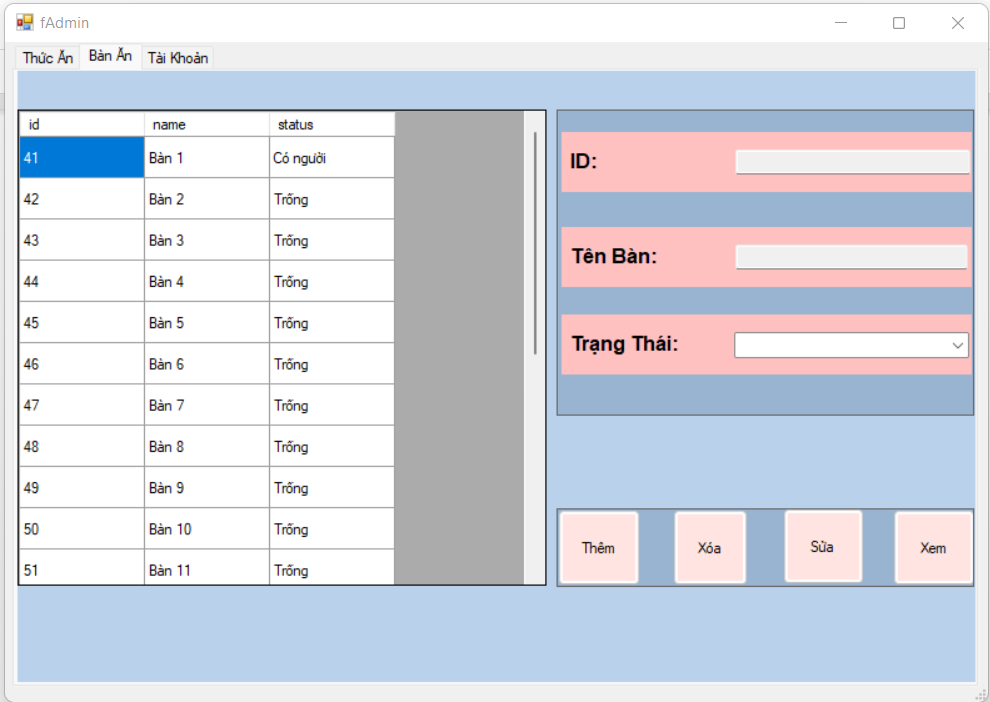 fAdmin
Thức Ăn Bàn Ăn Tài Khoản
id name status
41 Bàn 1 Có người
42 Bàn 2 Trống
43 Bàn 3 Trống
44 Bàn 4 Trống
45 Bàn 5 Trống
46 Bàn 6 Trống
47 Bàn 7 Trống
48 Bàn 8 Trống
49 Bàn 9 Trống
50 Bàn 10 Trống
51 Bàn 11 Trống
ID:
Tên Bàn:
Trạng Thái:
Thêm Xóa Sửa Xem